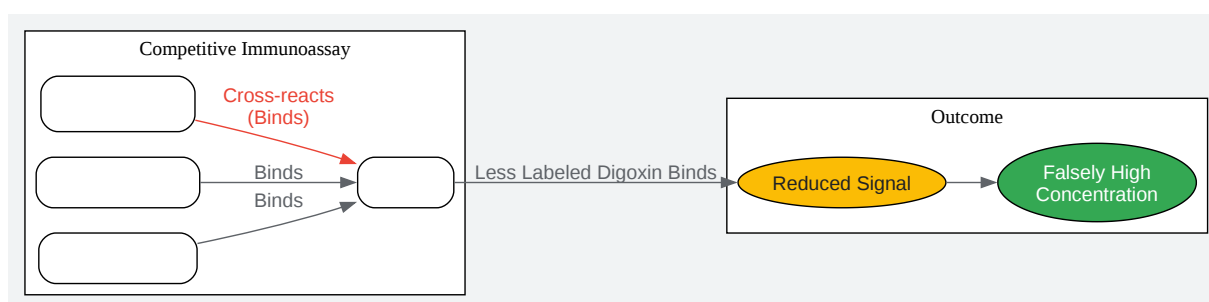 Competitive Immunoassay
Cross-reacts
(Binds)
Binds
Binds
Less Labeled Digoxin Binds
Outcome
Reduced Signal
Falsely High
Concentration